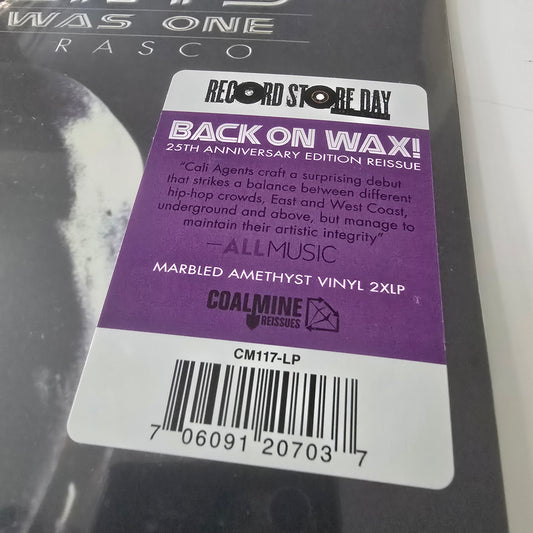 WAS ONE
RASCO
RECORD STORE DAY
BACK ON WAX!
25TH ANNIVERSARY EDITION REISSUE
"Cali Agents craft a surprising debut
that strikes a balance between different
hip-hop crowds, East and West Coast,
underground and above, but manage to
maintain their artistic integrity"
—ALLMUSIC
MARBLED AMETHYST VINYL 2XLP
COALMINE
REISSUES
CM117-LP
7 06091 20703 7